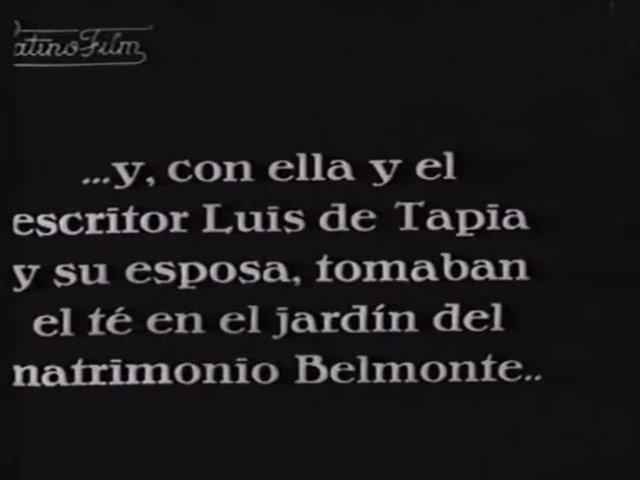 atino Film
...y, con ella y el
escritor Luis de Tapia
y su esposa, tomaban
el té en el jardín del
natrimonio Belmonte..